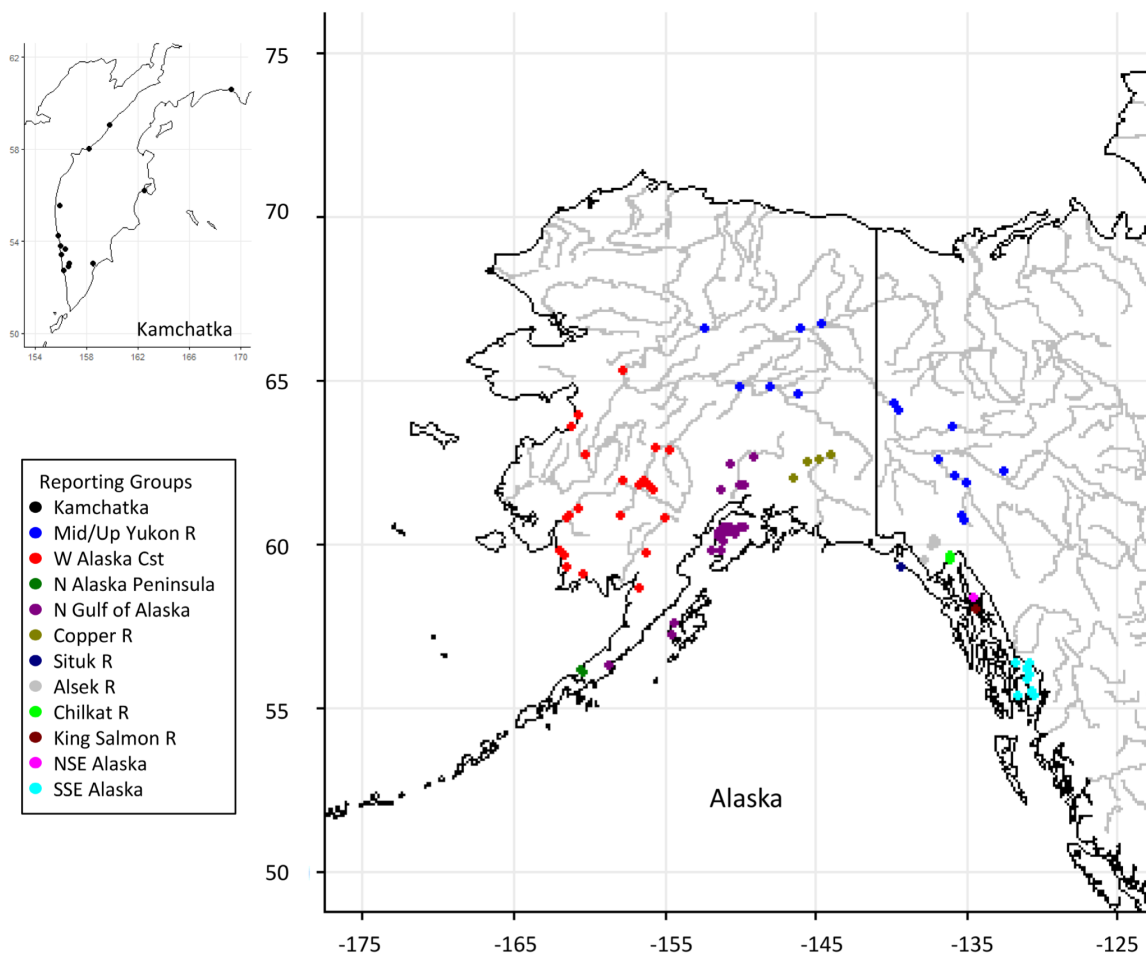 62
58
54
50
154
158
162
166
170
Kamchatka
Reporting Groups
Kamchatka
Mid/Up Yukon R
W Alaska Cst
N Alaska Peninsula
N Gulf of Alaska
Copper R
Situk R
Alsek R
Chilkat R
King Salmon R
NSE Alaska
SSE Alaska
75
70
65
60
55
50
Alaska
-175
-165
-155
-145
-135
-125